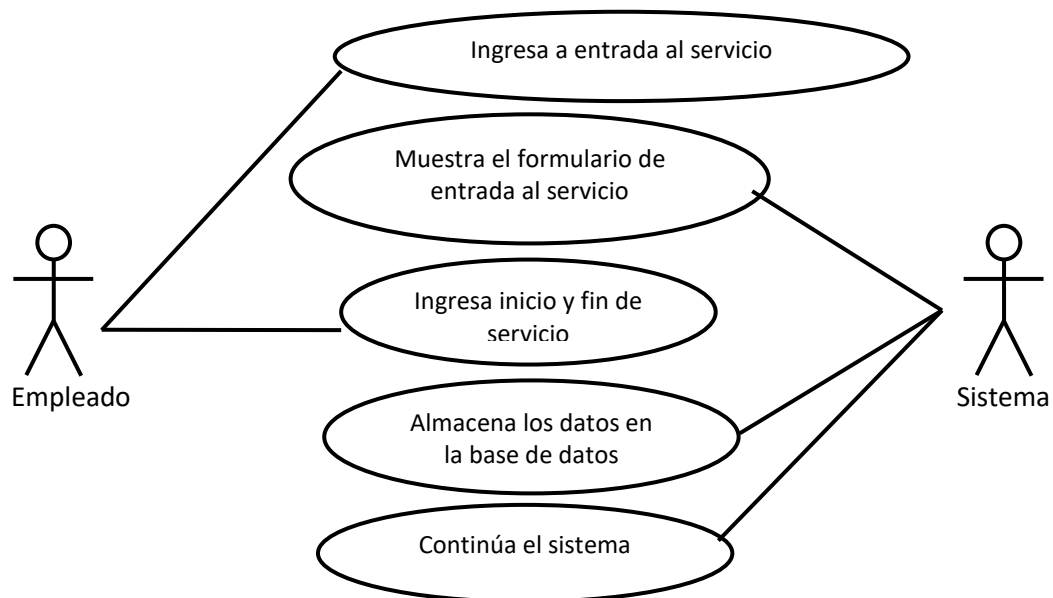 Ingresa a entrada al servicio
Muestra el formulario de
entrada al servicio
Ingresa inicio y fin de
servicio
Empleado
Sistema
Almacena los datos en
la base de datos
Continúa el sistema